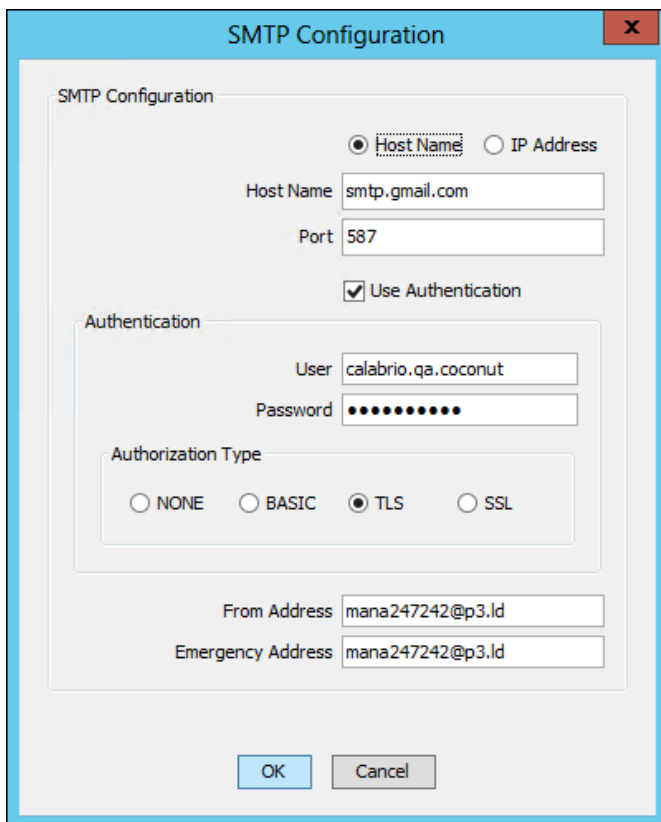 SMTP Configuration
x
SMTP Configuration
Host Name IP Address
Host Name smtp.gmail.com
Port 587
Use Authentication
Authentication
User calabrio.qa.coconut
Password ●●●●●●●●●●
Authorization Type
NONE BASIC TLS SSL
From Address mana247242@p3.ld
Emergency Address mana247242@p3.ld
OK Cancel